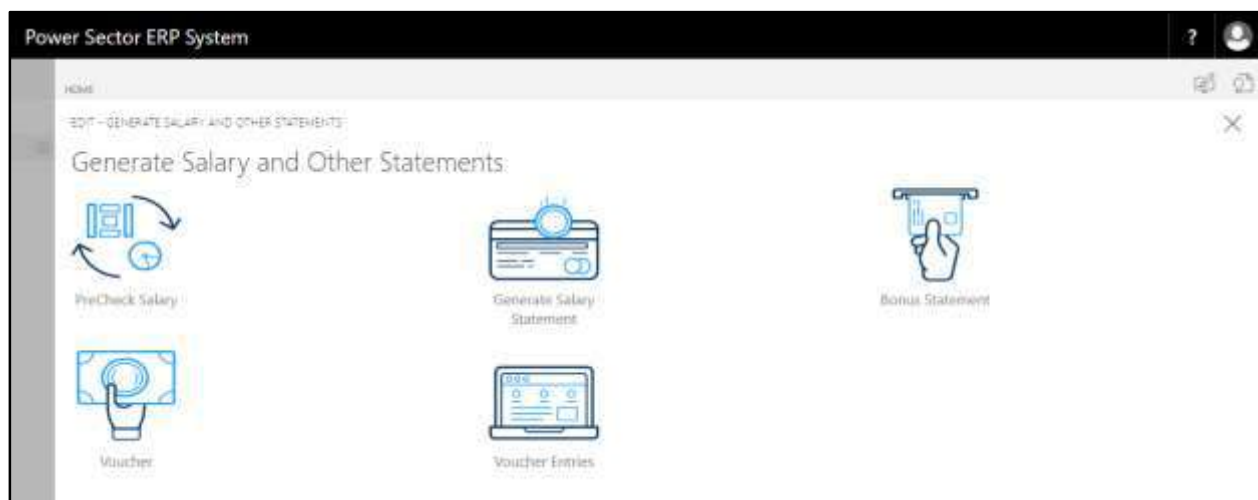 Power Sector ERP System
?
HOME
EDIT - GENERATE SALARY AND OTHER STATEMENTS
Generate Salary and Other Statements
PreCheck Salary
Generate Salary
Statement
Bonus Statement
Voucher
Voucher Entries